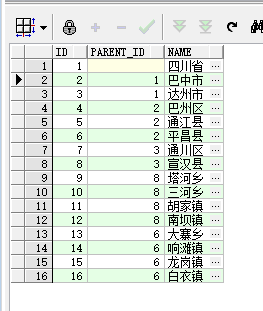 ID PARENT_ID NAME
1 1 四川省 ...
2 2 1 巴中市 ...
3 3 1 达州市 ...
4 4 2 巴州区 ...
5 5 2 通江县 ...
6 6 2 平昌县 ...
7 7 3 通川区 ...
8 8 3 宣汉县 ...
9 9 8 塔河乡 ...
10 10 8 三河乡 ...
11 11 8 胡家镇 ...
12 12 8 南坝镇 ...
13 13 6 大寨乡 ...
14 14 6 响滩镇 ...
15 15 6 龙岗镇 ...
16 16 6 白衣镇 ...